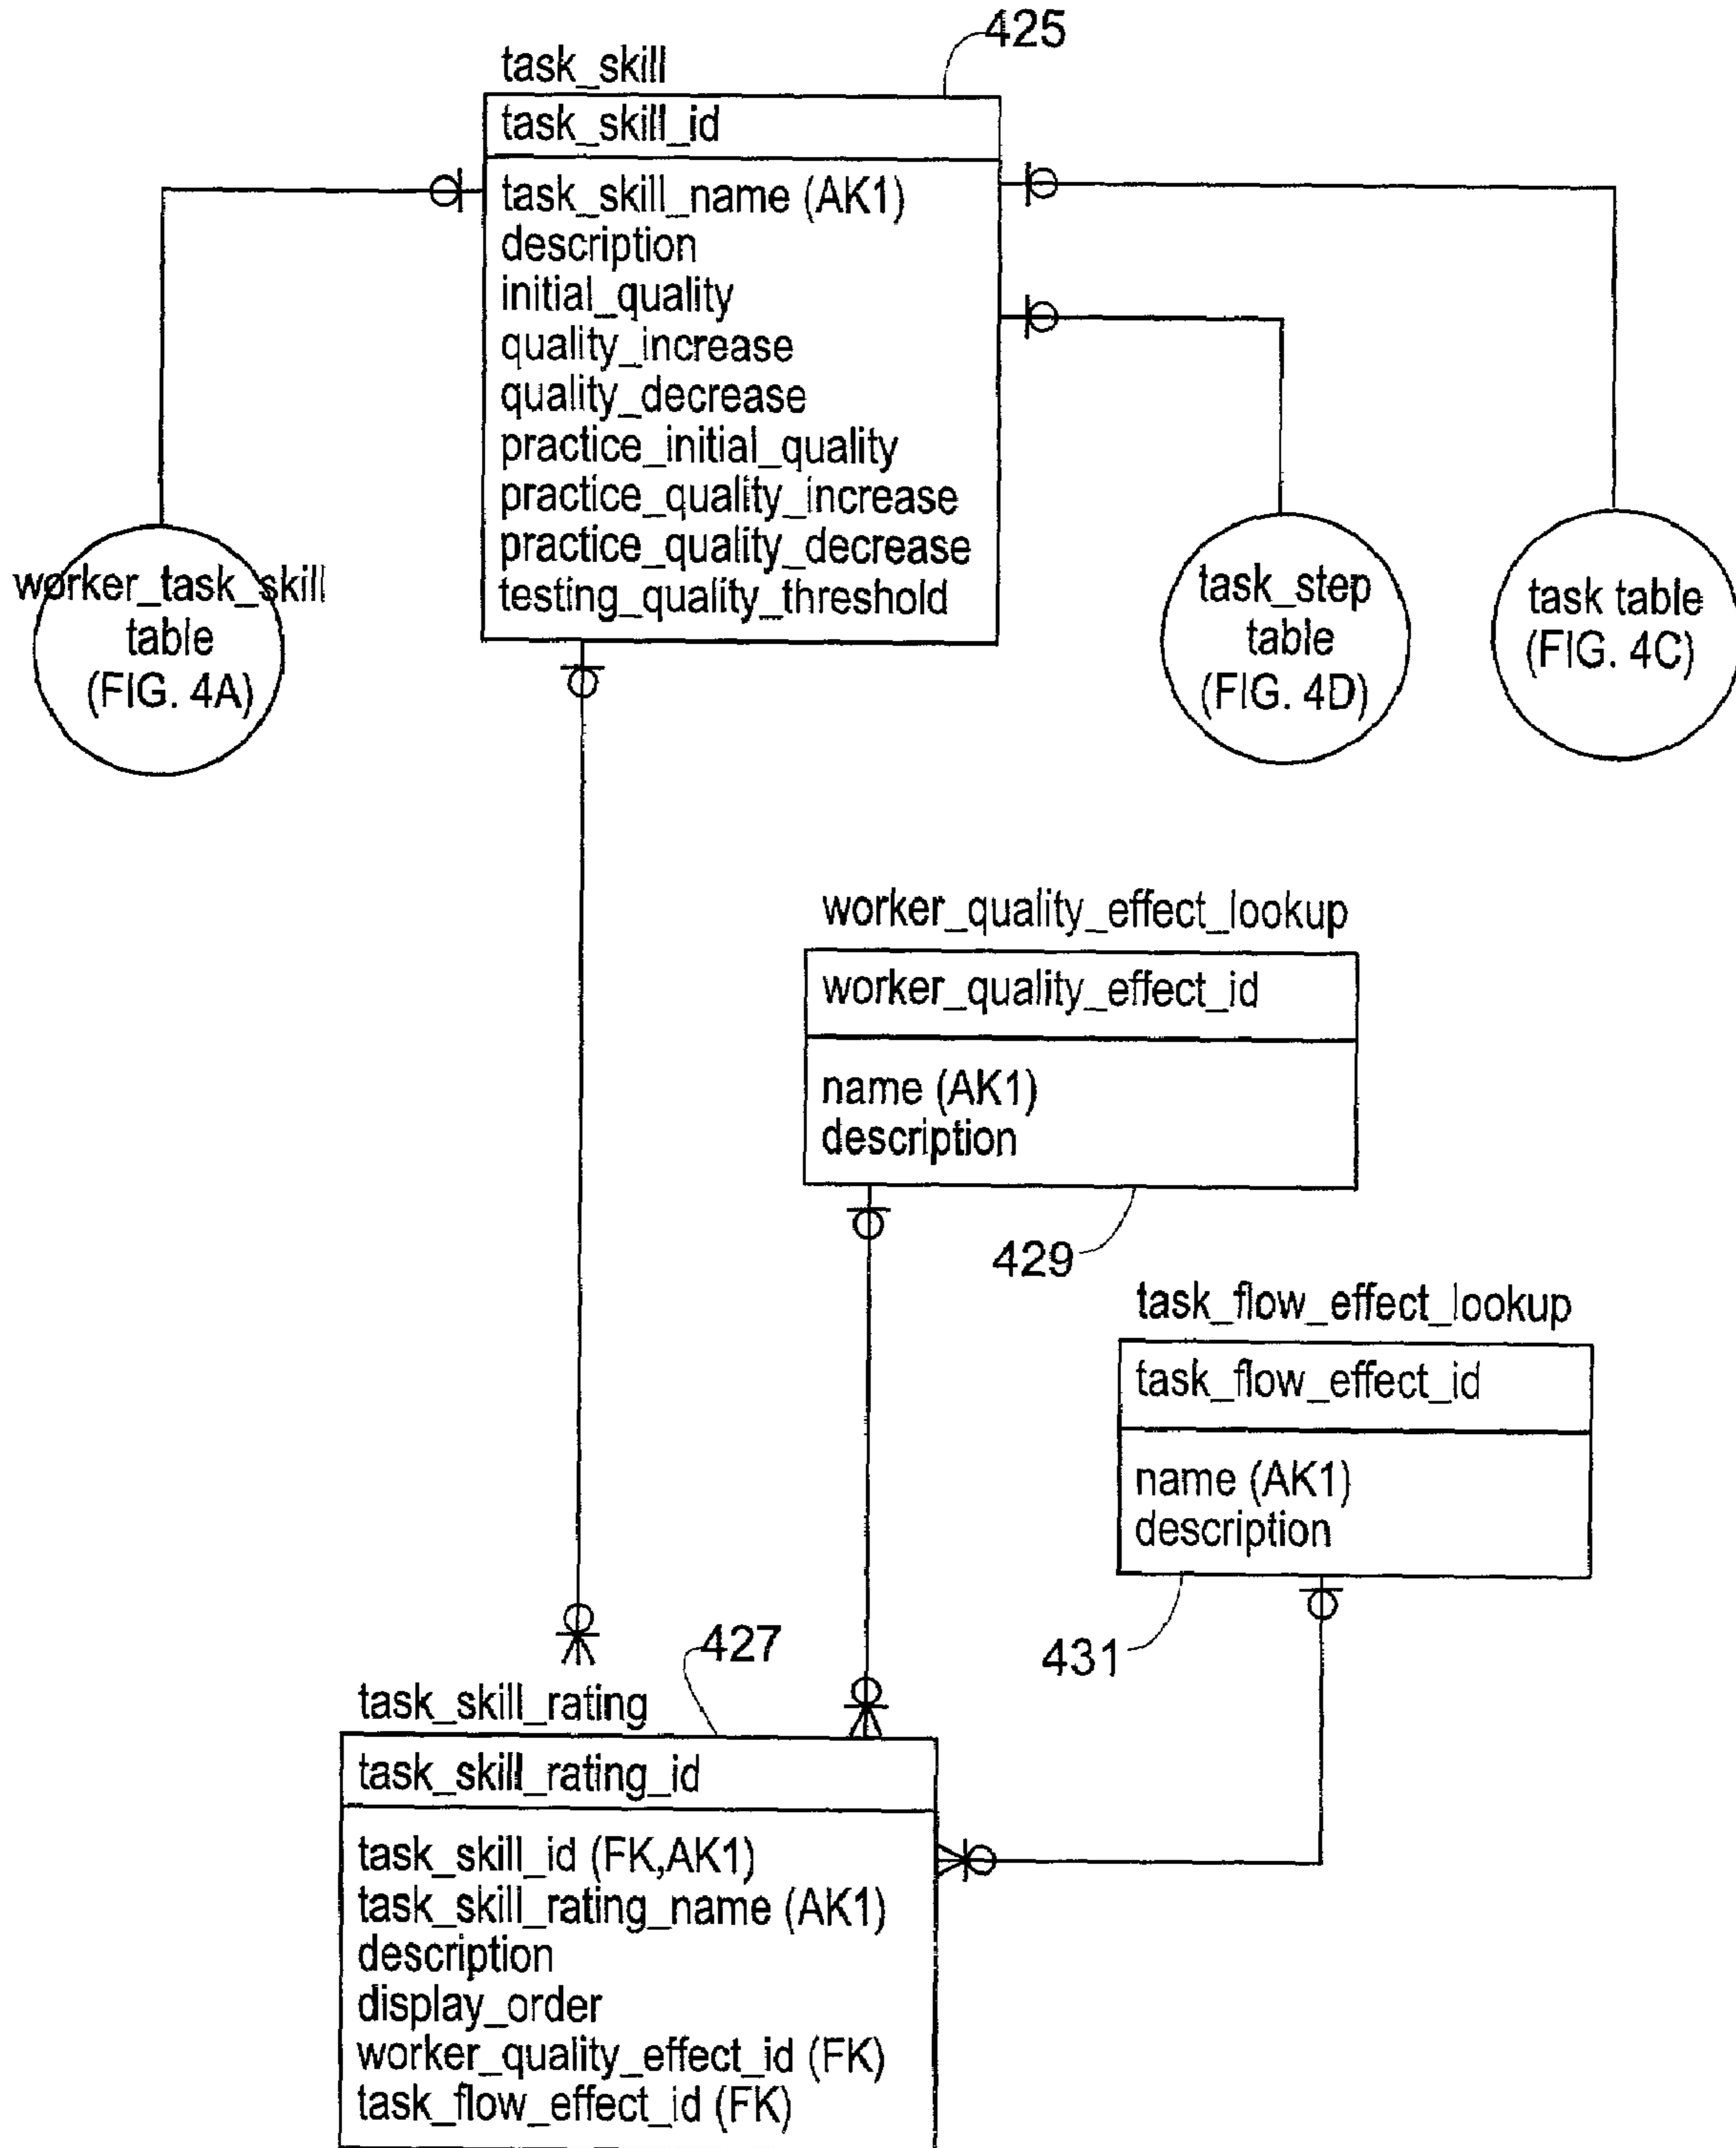 425
task_skill
task_skill_id
task_skill_name (AK1)
description
initial_quality
quality_increase
quality_decrease
practice_initial_quality
practice_quality_increase
practice_quality_decrease
testing_quality_threshold
worker_task_skill
table
(FIG. 4A)
task_step
table
(FIG. 4D)
task table
(FIG. 4C)
worker_quality_effect_lookup
worker_quality_effect_id
name (AK1)
description
429
task_flow_effect_lookup
task_flow_effect_id
name (AK1)
description
431
427
task_skill_rating
task_skill_rating_id
task_skill_id (FK,AK1)
task_skill_rating_name (AK1)
description
display_order
worker_quality_effect_id (FK)
task_flow_effect_id (FK)